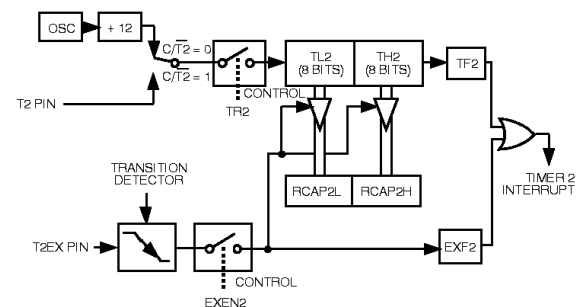 OSC
+ 12
C/T2 = 0
C/T2 = 1
T2 PIN
CONTROL
TR2
TL2
(8 BITS)
TH2
(8 BITS)
TF2
RCAP2L
RCAP2H
TIMER 2
INTERRUPT
TRANSITION
DETECTOR
T2EX PIN
CONTROL
EXEN2
EXF2